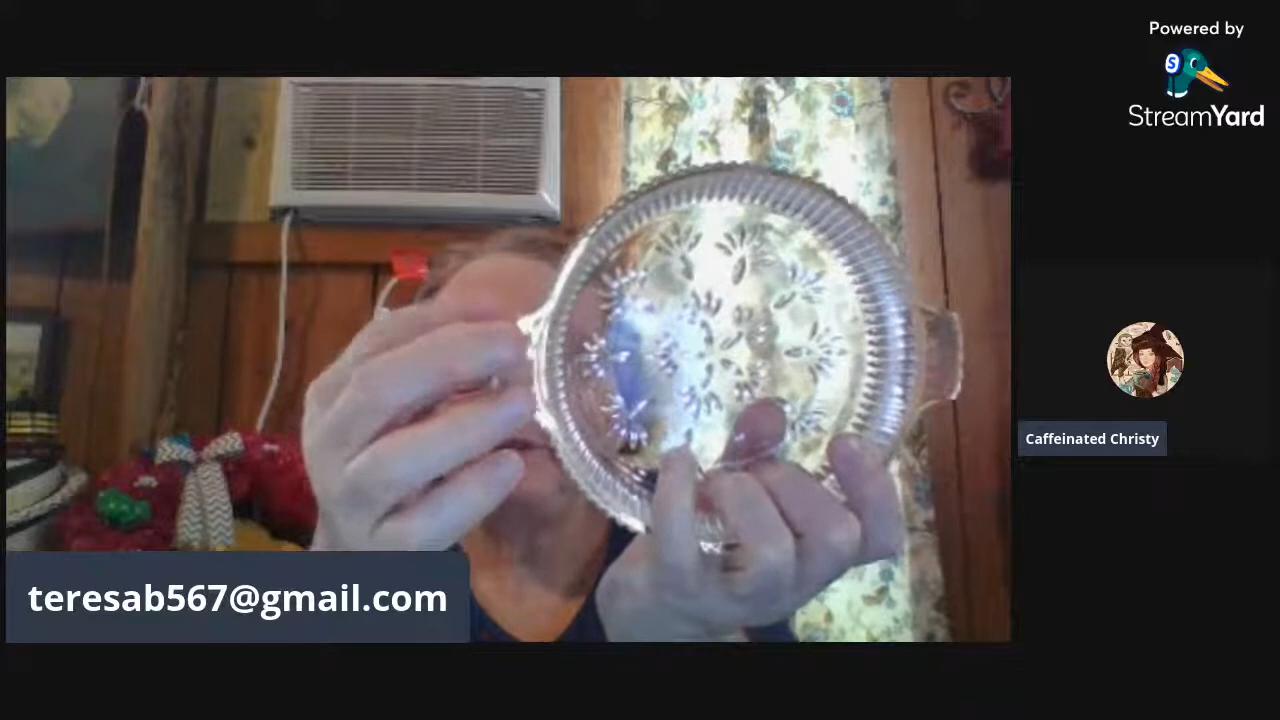 Powered by
S
StreamYard
Caffeinated Christy
teresab567@gmail.com